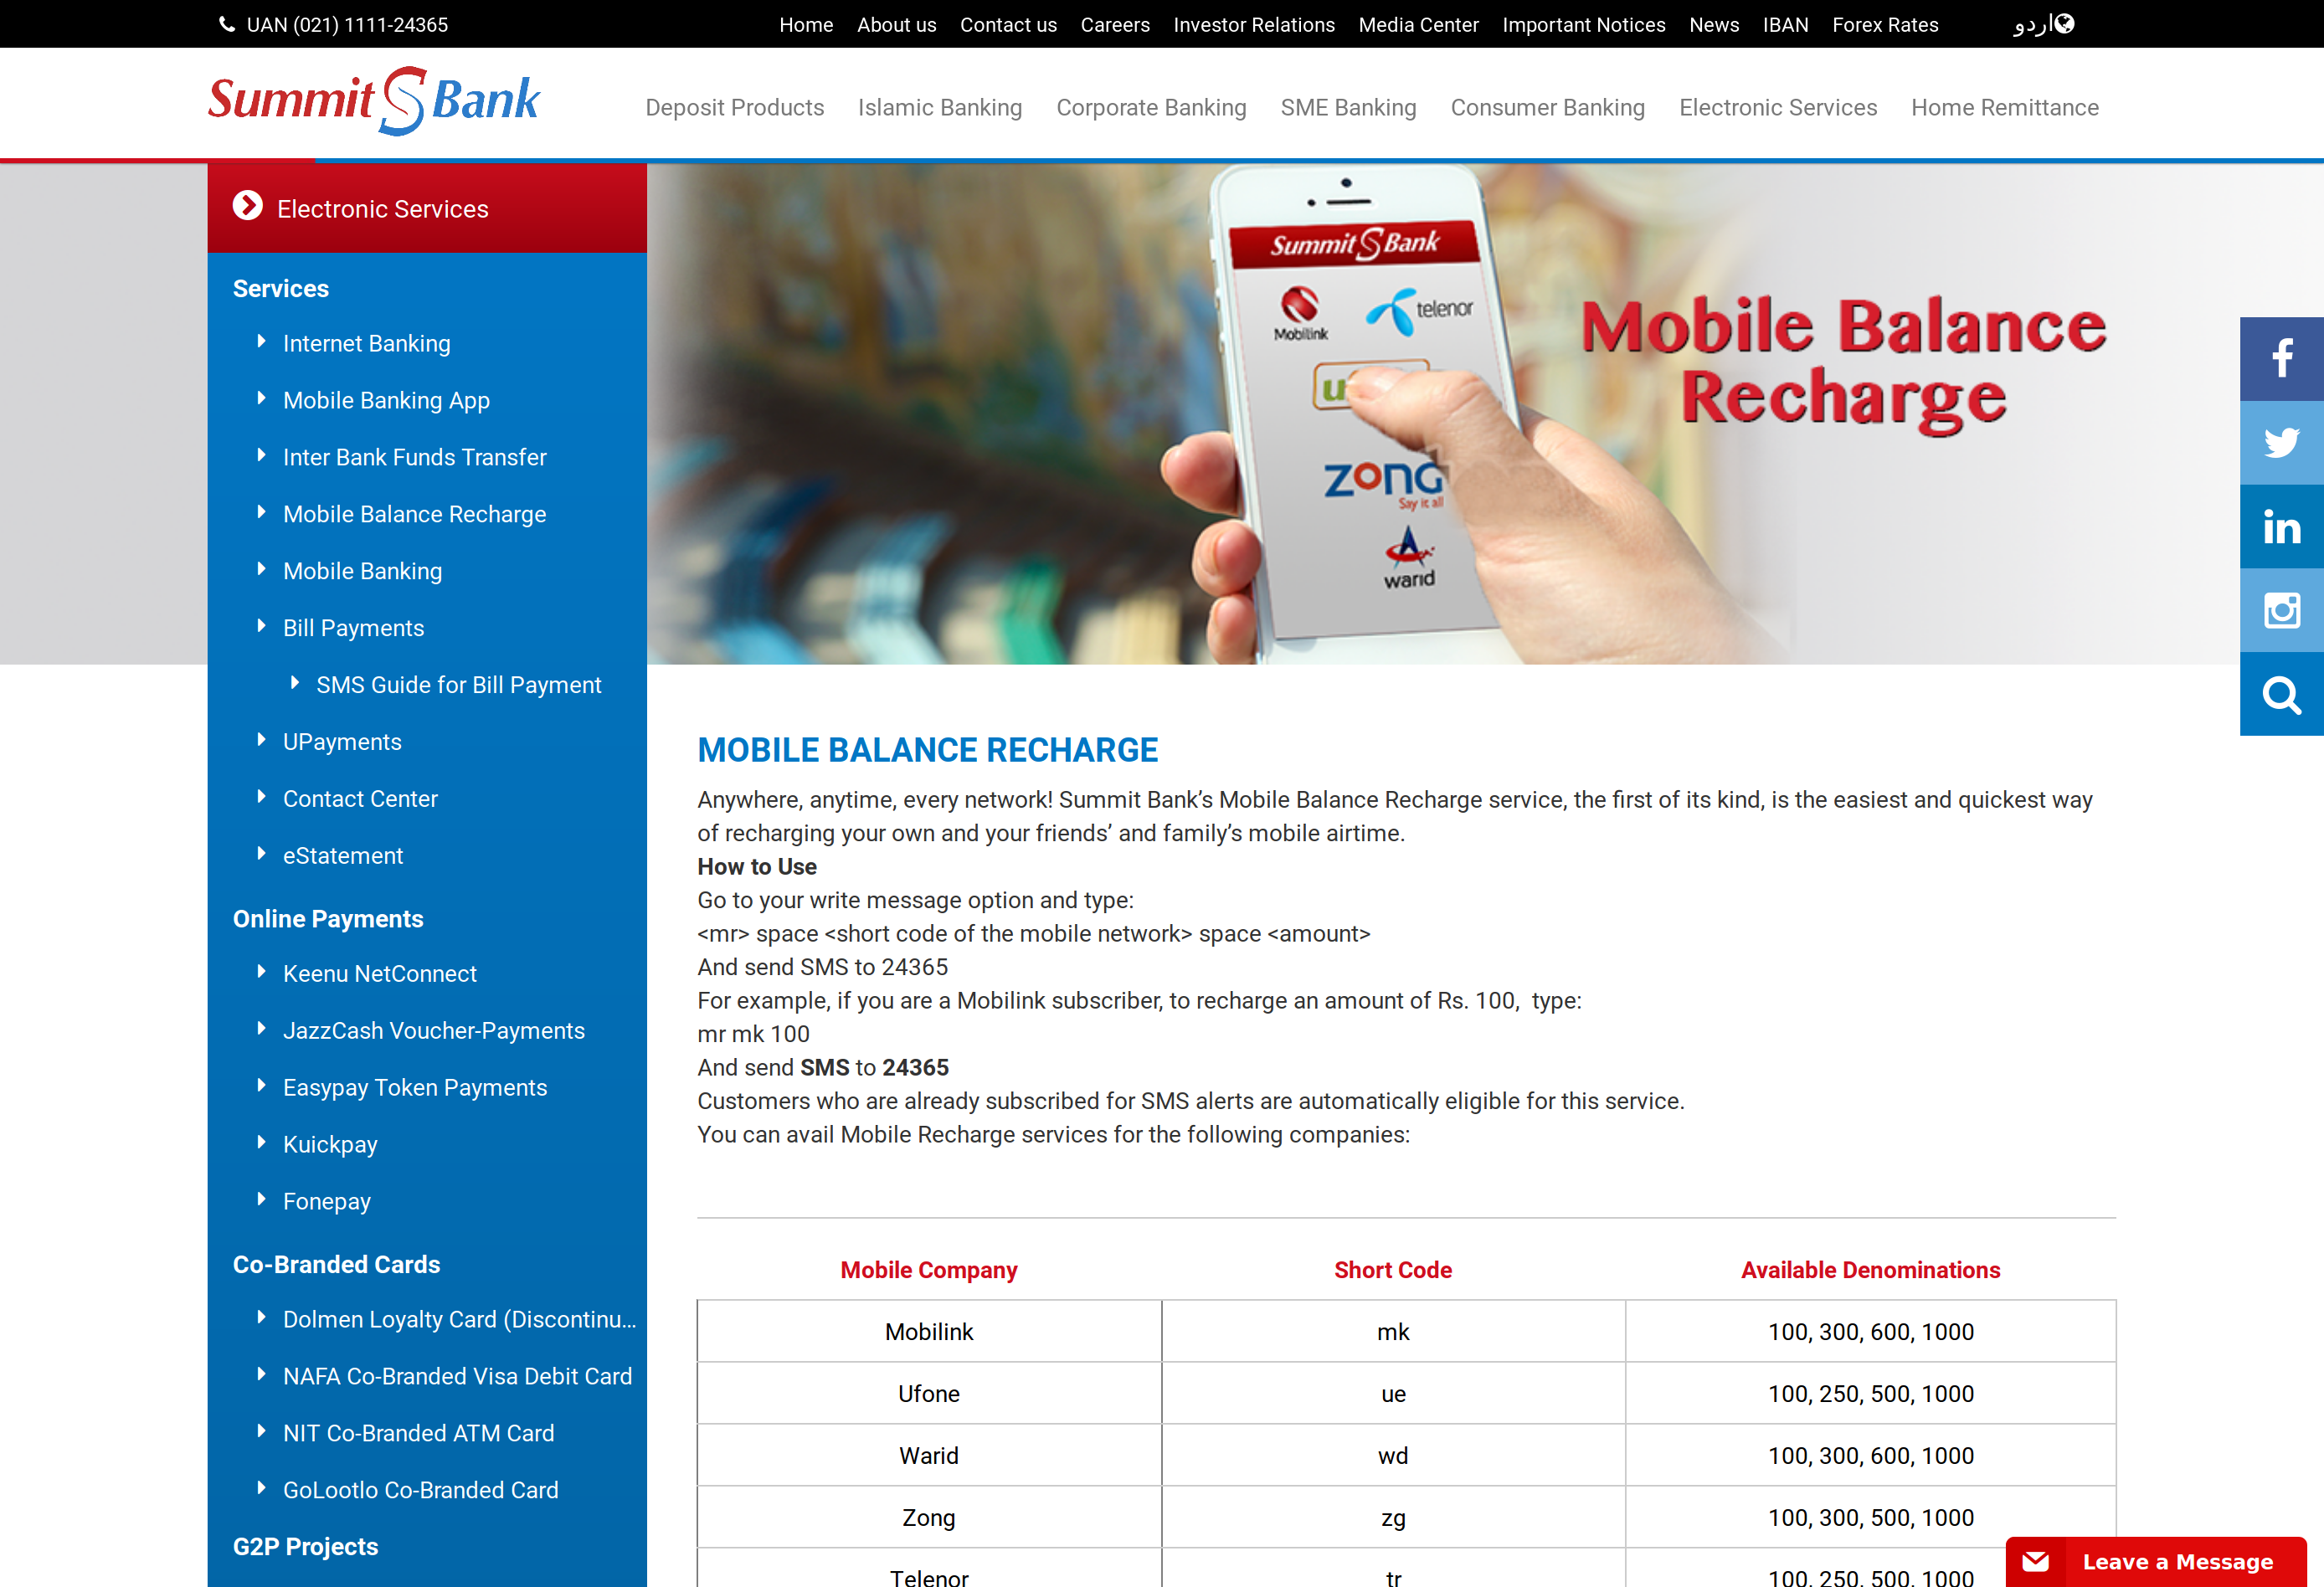 UAN (021) 1111-24365
Home About us Contact us Careers Investor Relations Media Center Important Notices News IBAN Forex Rates اردو
Summit S Bank
Deposit Products Islamic Banking Corporate Banking SME Banking Consumer Banking Electronic Services Home Remittance
Electronic Services
Services
Internet Banking
Mobile Banking App
Inter Bank Funds Transfer
Mobile Balance Recharge
Mobile Banking
Bill Payments
SMS Guide for Bill Payment
UPayments
Contact Center
eStatement
Online Payments
Keenu NetConnect
JazzCash Voucher-Payments
Easypay Token Payments
Kuickpay
Fonepay
Co-Branded Cards
Dolmen Loyalty Card (Discontinu...
NAFA Co-Branded Visa Debit Card
NIT Co-Branded ATM Card
GoLootlo Co-Branded Card
G2P Projects
Summit S Bank
Mobilink
telenor
zong
Say it all
warid
Mobile Balance
Recharge
MOBILE BALANCE RECHARGE
Anywhere, anytime, every network! Summit Bank’s Mobile Balance Recharge service, the first of its kind, is the easiest and quickest way
of recharging your own and your friends’ and family’s mobile airtime.
How to Use
Go to your write message option and type:
<mr> space <short code of the mobile network> space <amount>
And send SMS to 24365
For example, if you are a Mobilink subscriber, to recharge an amount of Rs. 100,  type:
mr mk 100
And send SMS to 24365
Customers who are already subscribed for SMS alerts are automatically eligible for this service.
You can avail Mobile Recharge services for the following companies:
Mobile Company Short Code Available Denominations
Mobilink mk 100, 300, 600, 1000
Ufone ue 100, 250, 500, 1000
Warid wd 100, 300, 600, 1000
Zong zg 100, 300, 500, 1000
Telenor tr 100, 250, 500, 1000
Leave a Message